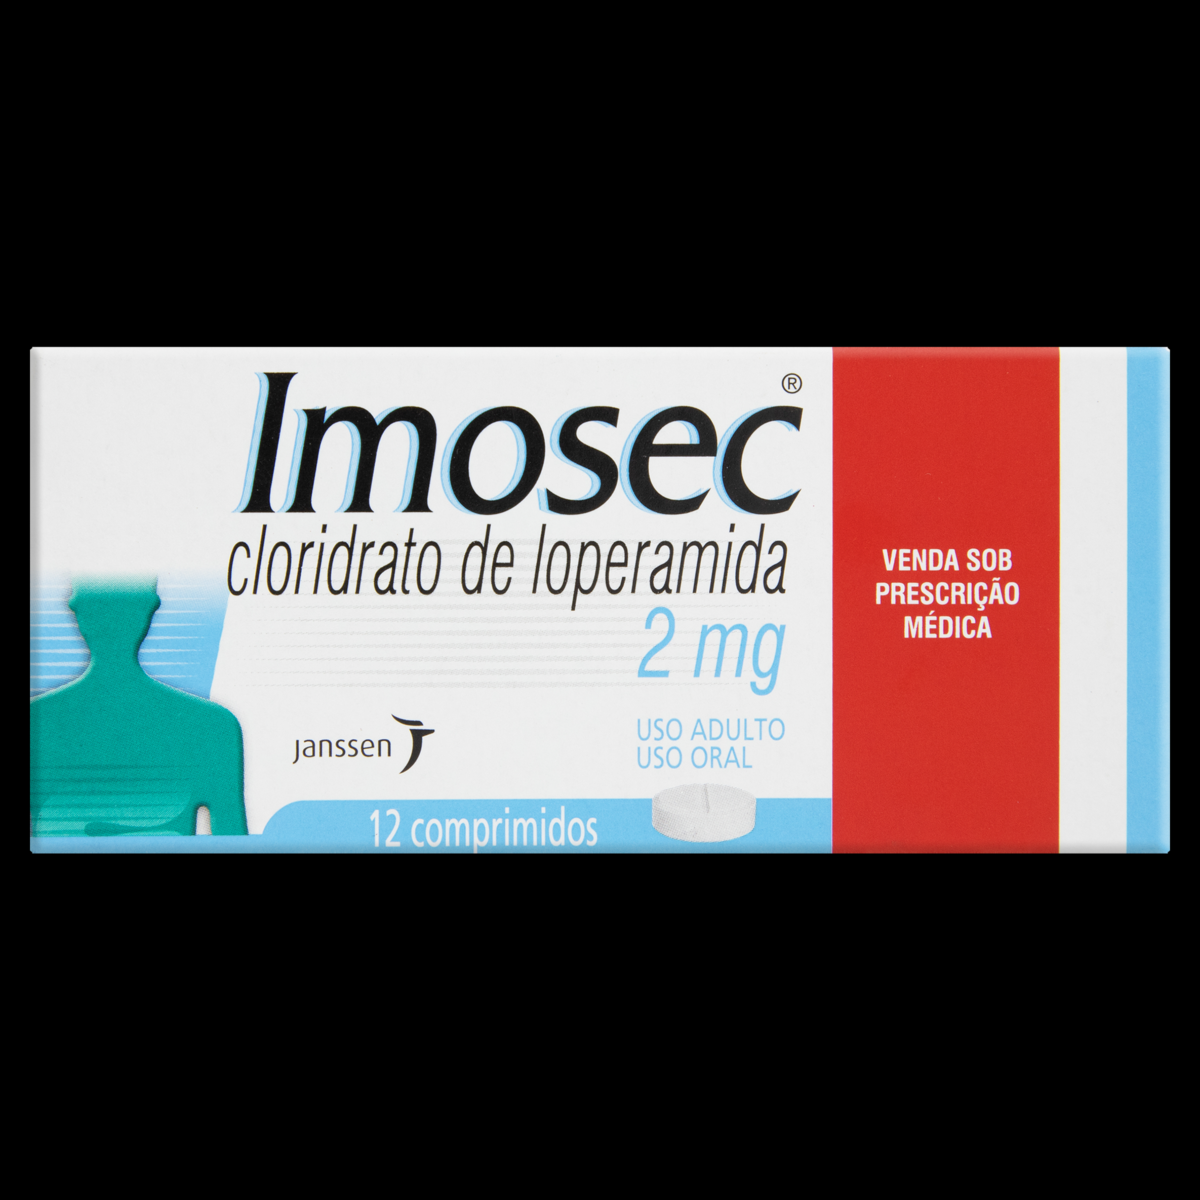 Imosec®
cloridrato de loperamida
2 mg
janssen
USO ADULTO
USO ORAL
12 comprimidos
VENDA SOB
PRESCRIÇÃO
MÉDICA